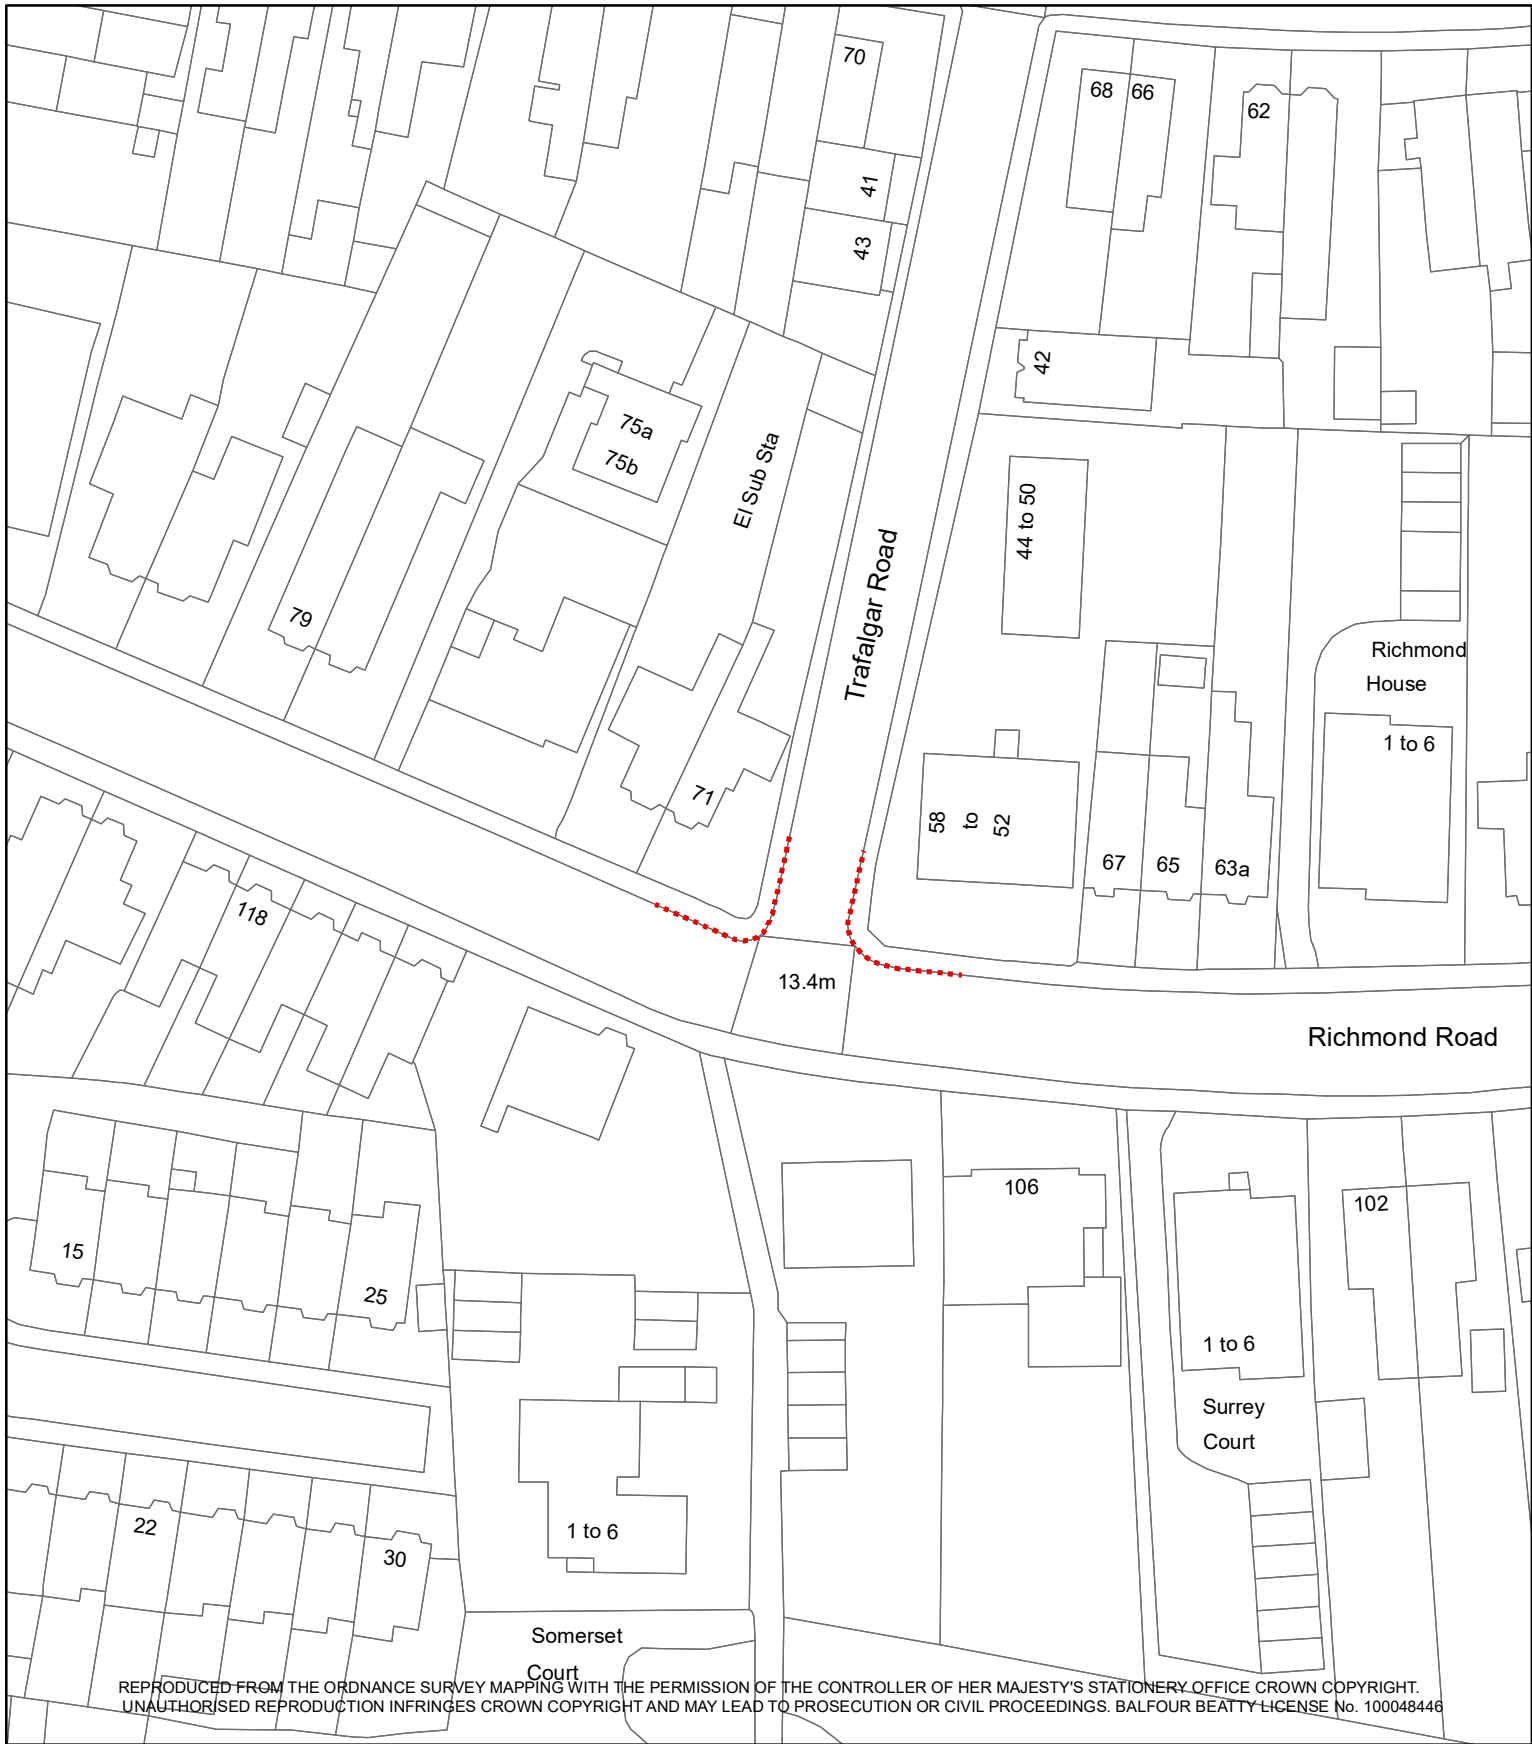 70
68 66
62
41
43
42
75a
75b
El Sub Sta
44 to 50
Trafalgar Road
79
Richmond
House
1 to 6
71
58
to
52
67
65
63a
118
13.4m
Richmond Road
106
102
15
25
1 to 6
Surrey
Court
22
30
1 to 6
Somerset
Court
REPRODUCED FROM THE ORDNANCE SURVEY MAPPING WITH THE PERMISSION OF THE CONTROLLER OF HER MAJESTY'S STATIONERY OFFICE CROWN COPYRIGHT.
UNAUTHORISED REPRODUCTION INFRINGES CROWN COPYRIGHT AND MAY LEAD TO PROSECUTION OR CIVIL PROCEEDINGS. BALFOUR BEATTY LICENSE No. 100048446